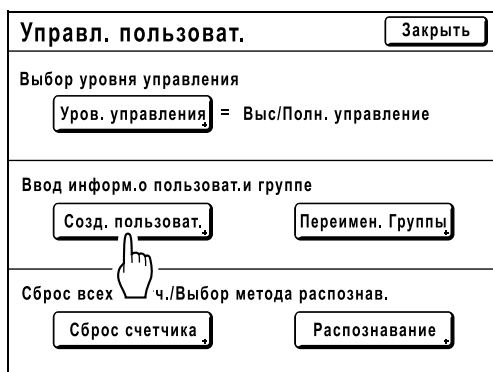 Управл. пользоват. Закрыть
Выбор уровня управления
Уров. управления = Выс/Полн. управление
Ввод информ.о пользоват.и группе
Созд. пользоват. Переимен. Группы
Сброс всех ч./Выбор метода распознав.
Сброс счетчика Распознавание